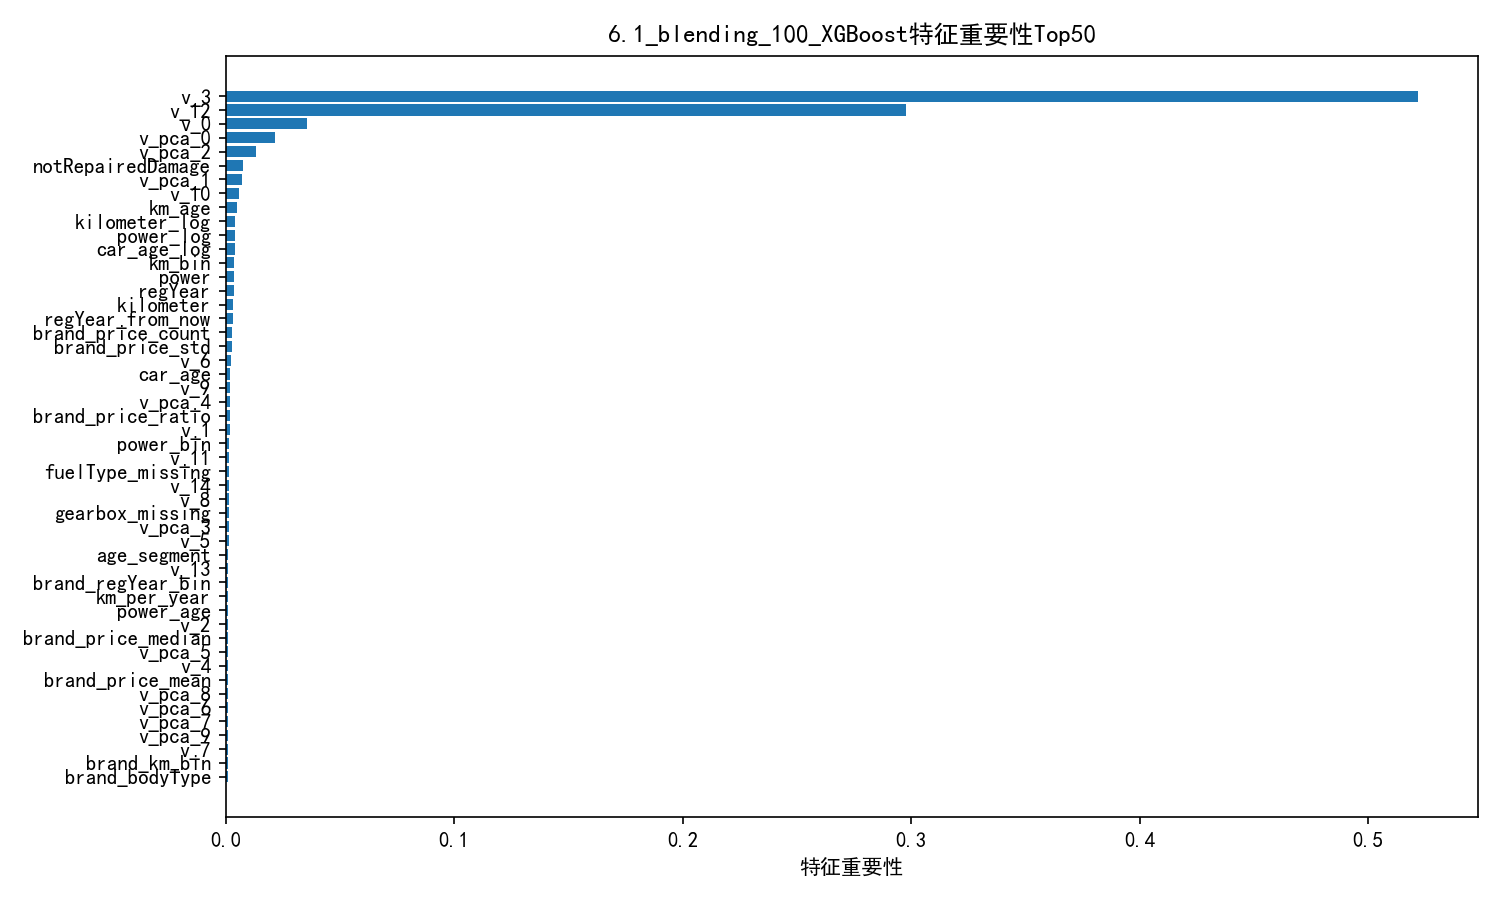 6.1_blending_100_XGBoost特征重要性Top50
v_3
v_12
v_0
v_pca_0
v_pca_2
notRepairedDamage
v_pca_1
v_10
km_age
kilometer_log
power_log
car_age_log
km_bin
power
regYear
kilometer
regYear_from_now
brand_price_count
brand_price_std
v_6
car_age
v_9
v_pca_4
brand_price_ratio
v_1
power_bin
v_11
fuelType_missing
v_14
v_8
gearbox_missing
v_pca_3
v_5
age_segment
v_13
brand_regYear_bin
km_per_year
power_age
v_2
brand_price_median
v_pca_5
v_4
brand_price_mean
v_pca_8
v_pca_6
v_pca_7
v_pca_9
v_7
brand_km_bin
brand_bodyType
0.0 0.1 0.2 0.3 0.4 0.5
特征重要性